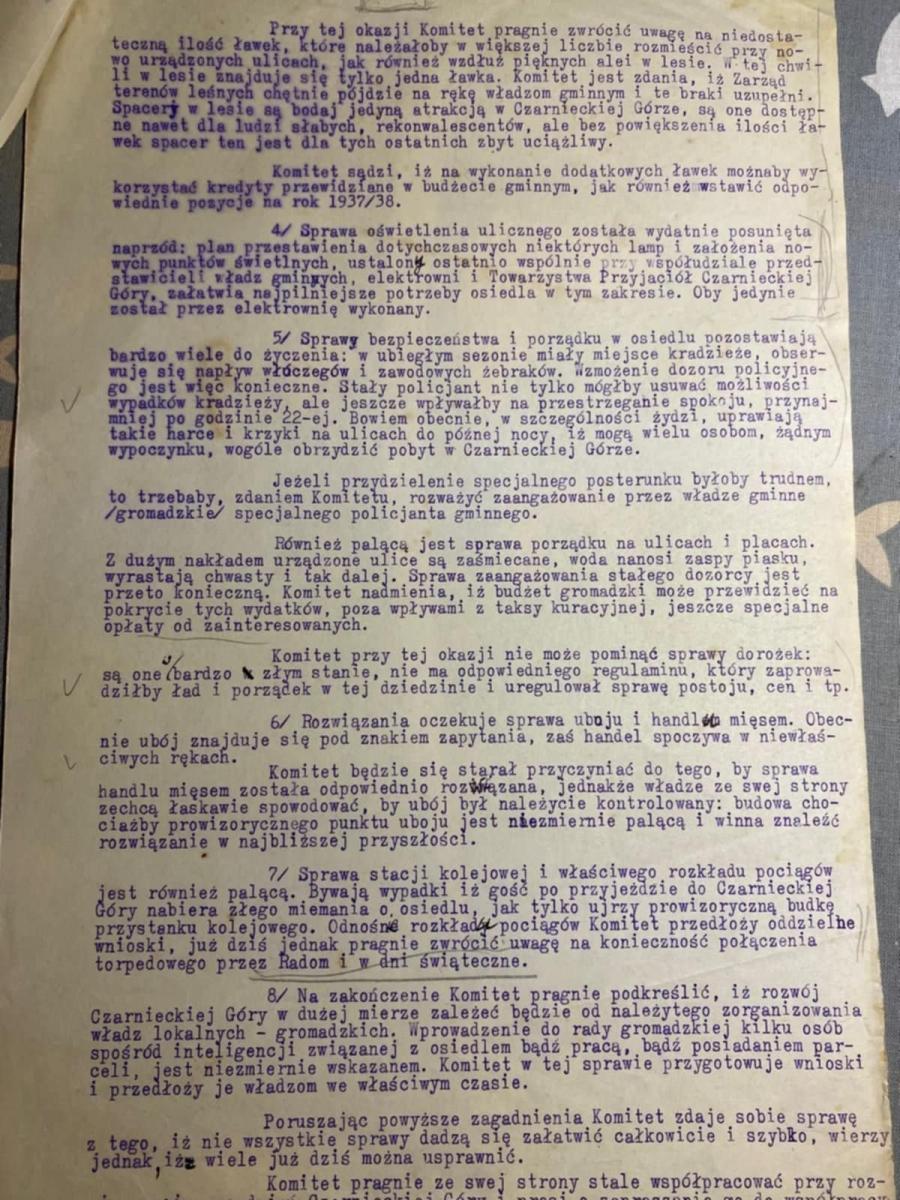 Przy tej okazji Komitet pragnie zwrócić uwagę na niedosta-
teczną ilość ławek, które należałoby w większej liczbie rozmieścić przy no-
wo urządzonych ulicach, jak również wzdłuż pięknych alei w lesie. W tej chwi-
li w lesie znajduje się tylko jedna ławka. Komitet jest zdania, iż Zarząd
terenów leśnych chętnie pójdzie na rękę władzom gminnym i te braki uzupełni.
Spacery w lesie są bodaj jedyną atrakcją w Czarnieckiej Górze, są one dostęp-
ne nawet dla ludzi słabych, rekonwalescentów, ale bez powiększenia ilości ła-
wek spacer ten jest dla tych ostatnich zbyt uciążliwy.
Komitet sądzi, iż na wykonanie dodatkowych ławek możnaby wy-
korzystać kredyty przewidziane w budżecie gminnym, jak również wstawić odpo-
wiednie pozycje na rok 1937/38.
4/ Sprawa oświetlenia ulicznego została wydatnie posunięta
naprzód: plan przestawienia dotychczasowych niektórych lamp i założenia no-
wych punktów świetlnych, ustalony ostatnio wspólnie przy współudziale przed-
stawicieli władz gminnych, elektrowni i Towarzystwa Przyjaciół Czarnieckiej
Góry, załatwia najpilniejsze potrzeby osiedla w tym zakresie. Oby jedynie
został przez elektrownię wykonany.
5/ Sprawy bezpieczeństwa i porządku w osiedlu pozostawiają
bardzo wiele do życzenia: w ubiegłym sezonie miały miejsce kradzieże, obser-
wuje się napływ włóczegów i zawodowych żebraków. Wzmożenie dozoru policyjne-
go jest więc konieczne. Stały policjant nie tylko mógłby usuwać możliwości
wypadków kradzieży, ale jeszcze wpływałby na przestrzeganie spokoju, przynaj-
mniej po godzinie 22-ej. Bowiem obecnie, w szczególności żydzi, uprawiają
takie harce i krzyki na ulicach do późnej nocy, iż mogą wielu osobom, żądnym
wypoczynku, wogóle obrzydzić pobyt w Czarnieckiej Górze.
Jeżeli przydzielenie specjalnego posterunku byłoby trudnem,
to trzebaby, zdaniem Komitetu, rozważyć zaangażowanie przez władze gminne
/gromadzkie/ specjalnego policjanta gminnego.
Również palącą jest sprawa porządku na ulicach i placach.
Z dużym nakładem urządzone ulice są zaśmiecane, woda nanosi zaspy piasku,
wyrastają chwasty i tak dalej. Sprawa zaangażowania stałego dozorcy jest
przeto konieczną. Komitet nadmienia, iż budżet gromadzki może przewidzieć na
pokrycie tych wydatków, poza wpływami z taksy kuracyjnej, jeszcze specjalne
opłaty od zainteresowanych.
Komitet przy tej okazji nie może pominąć sprawy dorożek:
są one w bardzo złym stanie, nie ma odpowiedniego regulaminu, który zaprowa-
dziłby ład i porządek w tej dziedzinie i uregulował sprawę postoju, cen i tp.
6/ Rozwiązania oczekuje sprawa uboju i handlu mięsem. Obec-
nie ubój znajduje się pod znakiem zapytania, zaś handel spoczywa w niewłaś-
ciwych rękach.
Komitet będzie się starał przyczyniać do tego, by sprawa
handlu mięsem została odpowiednio rozwiązana, jednakże władze ze swej strony
zechcą łaskawie spowodować, by ubój był należycie kontrolowany: budowa cho-
ciażby prowizorycznego punktu uboju jest niezmiernie palącą i winna znaleźć
rozwiązanie w najbliższej przyszłości.
7/ Sprawa stacji kolejowej i właściwego rozkładu pociągów
jest również palącą. Bywają wypadki iż gość po przyjeździe do Czarnieckiej
Góry nabiera złego miemania o osiedlu, jak tylko ujrzy prowizoryczną budkę
przystanku kolejowego. Odnośnie rozkładu pociągów Komitet przedłoży oddzielne
wnioski, już dziś jednak pragnie zwrócić uwagę na konieczność połączenia
torpedowego przez Radom i w dni świąteczne.
8/ Na zakończenie Komitet pragnie podkreślić, iż rozwój
Czarnieckiej Góry w dużej mierze zależeć będzie od należytego zorganizowania
władz lokalnych - gromadzkich. Wprowadzenie do rady gromadzkiej kilku osób
spośród inteligencji związanej z osiedlem bądź pracą, bądź posiadaniem par-
celi, jest niezmiernie wskazanem. Komitet w tej sprawie przygotowuje wnioski
i przedłoży je władzom we właściwym czasie.
Poruszając powyższe zagadnienia Komitet zdaje sobie sprawę
z tego, iż nie wszystkie sprawy dadzą się załatwić całkowicie i szybko, wierzy
jednak, iż wiele już dziś można usprawnić.
Komitet pragnie ze swej strony stale współpracować przy roz-